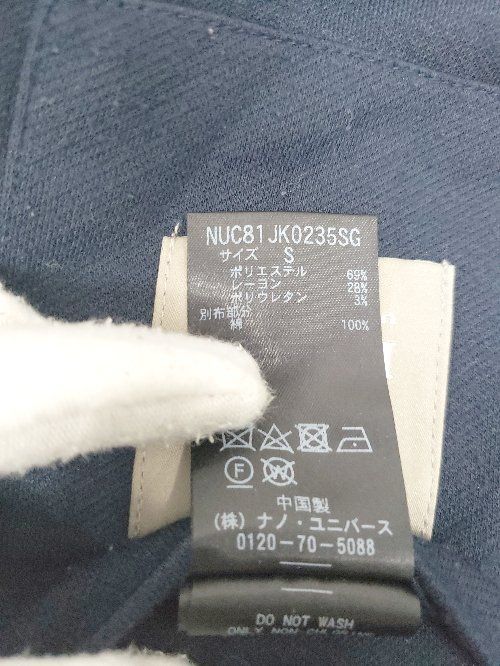 NUC81JK0235SG
サイズ S
ポリエステル 69%
レーヨン 28%
ポリウレタン 3%
別布部分
綿 100%
F W
中国製
(株) ナノ・ユニバース
0120-70-5088
DO NOT WASH
ONLY NON